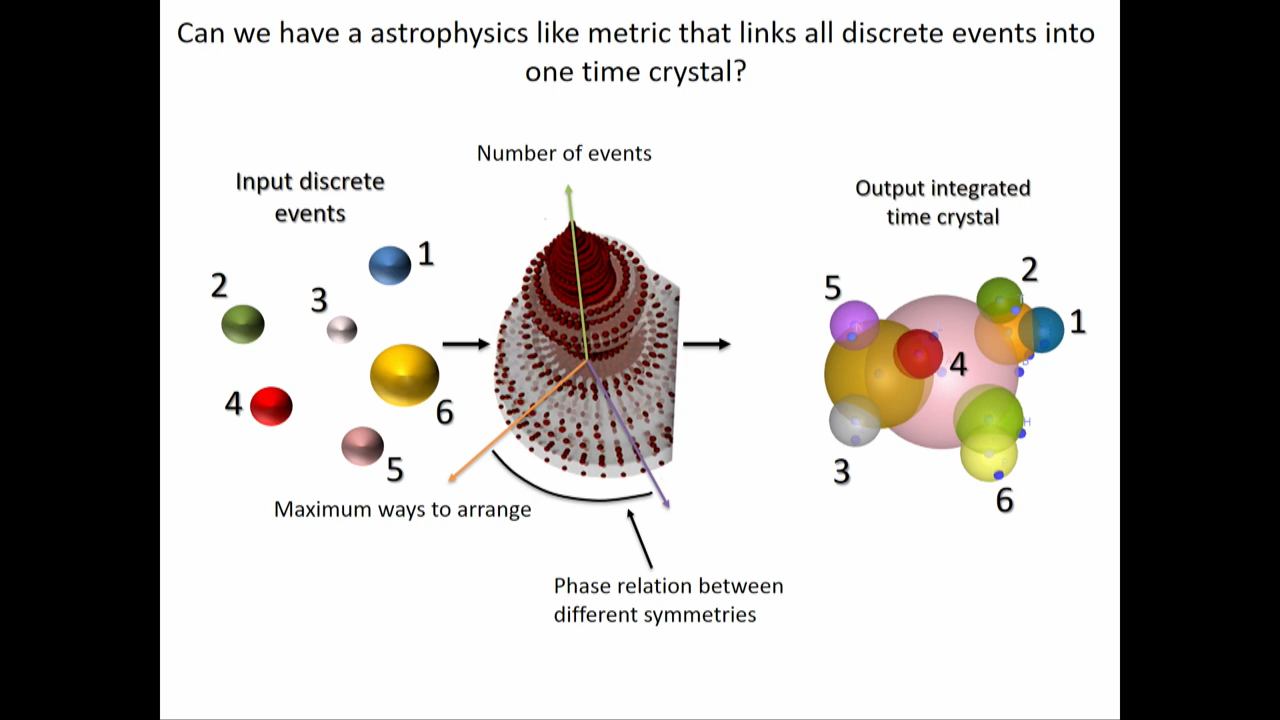 Can we have a astrophysics like metric that links all discrete events into
one time crystal?
Number of events
Input discrete
events
Output integrated
time crystal
1
2
3
4
6
5
5
2
1
4
3
6
Maximum ways to arrange
Phase relation between
different symmetries